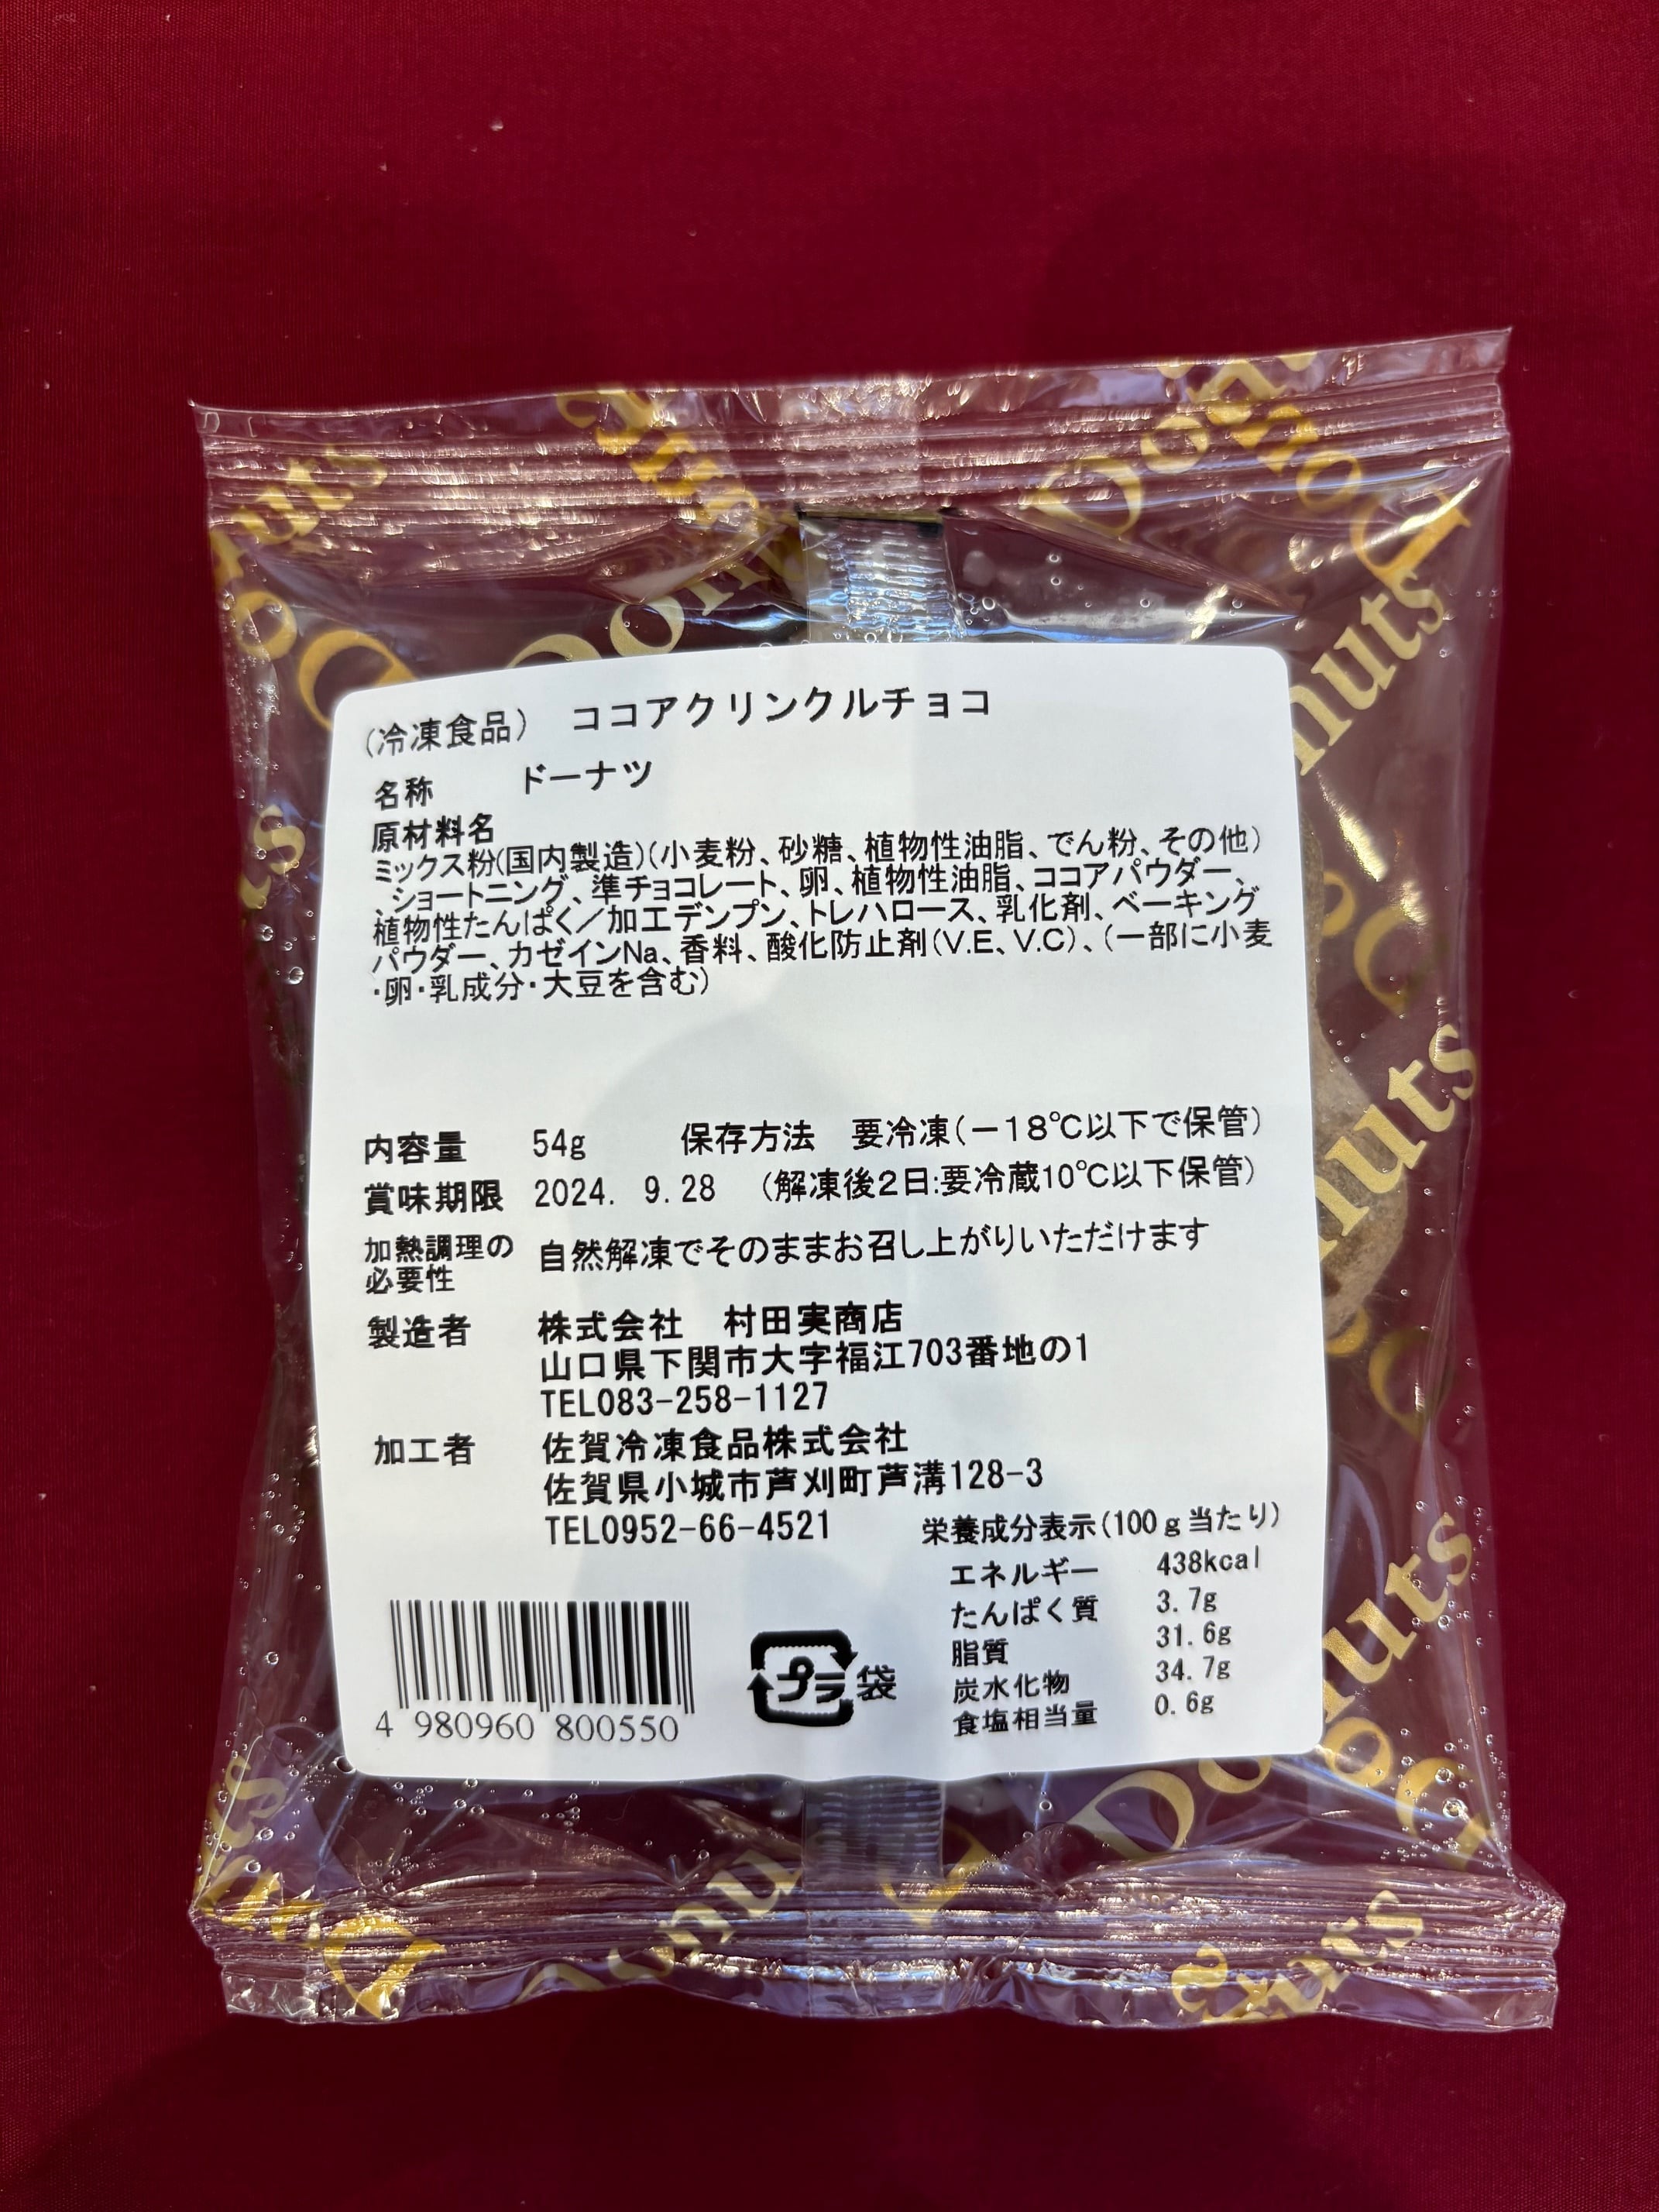 (冷凍食品) ココアクリンクルチョコ
名称 ドーナツ
原材料名
ミックス粉(国内製造)(小麦粉、砂糖、植物性油脂、でん粉、その他)
、ショートニング、準チョコレート、卵、植物性油脂、ココアパウダー、
植物性たんぱく／加工デンプン、トレハロース、乳化剤、ベーキング
パウダー、カゼインNa、香料、酸化防止剤(V.E、V.C)、(一部に小麦
・卵・乳成分・大豆を含む)
内容量 54g 保存方法 要冷凍(－18℃以下で保管)
賞味期限 2024. 9.28 (解凍後2日:要冷蔵10℃以下保管)
加熱調理の
必要性 自然解凍でそのままお召し上がりいただけます
製造者 株式会社 村田実商店
山口県下関市大字福江703番地の1
TEL083-258-1127
加工者 佐賀冷凍食品株式会社
佐賀県小城市芦刈町芦溝128-3
TEL0952-66-4521
栄養成分表示(100g当たり)
エネルギー 438kcal
たんぱく質 3.7g
脂質 31.6g
炭水化物 34.7g
食塩相当量 0.6g
4 980960 800550
プラ 袋
Donuts